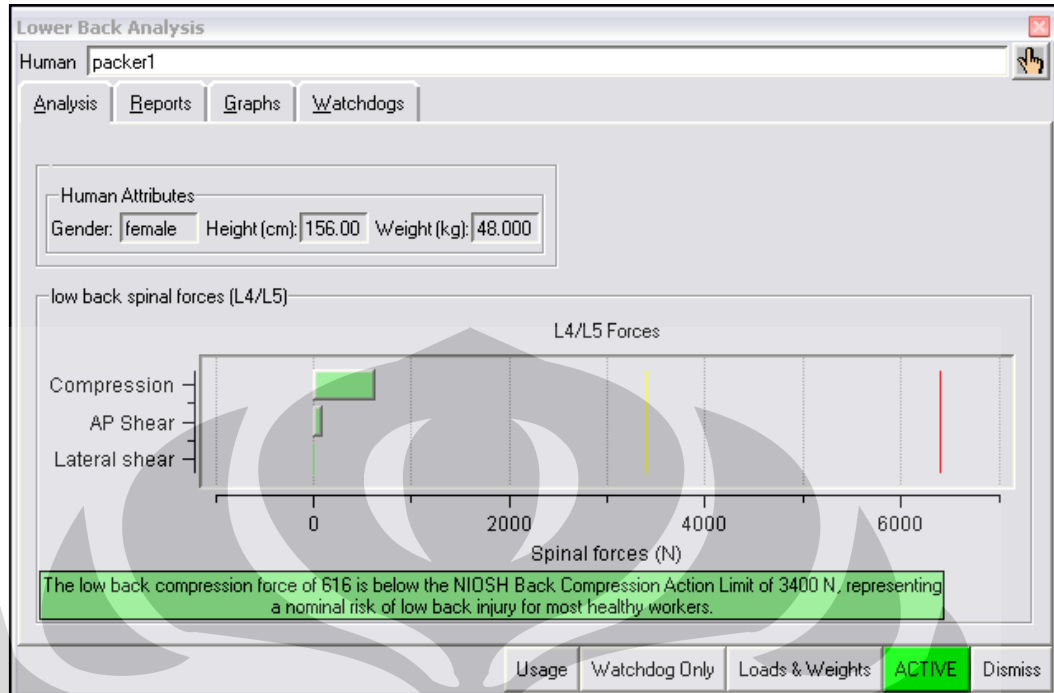 Lower Back Analysis
Human packer1
Analysis Reports Graphs Watchdogs
Human Attributes
Gender: female Height (cm): 156.00 Weight (kg): 48.000
low back spinal forces (L4/L5)
L4/L5 Forces
Compression
AP Shear
Lateral shear
0 2000 4000 6000
Spinal forces (N)
The low back compression force of 616 is below the NIOSH Back Compression Action Limit of 3400 N, representing
a nominal risk of low back injury for most healthy workers.
Usage Watchdog Only Loads & Weights ACTIVE Dismiss